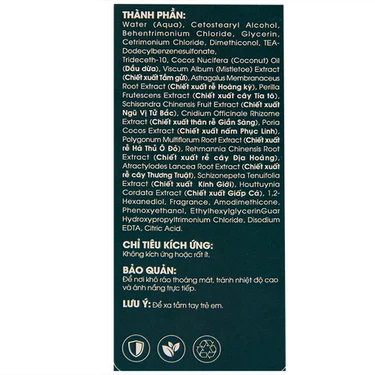 THÀNH PHẦN:
Water (Aqua), Cetostearyl Alcohol,
Behentrimonium Chloride, Glycerin,
Cetrimonium Chloride, Dimethiconol, TEA-
Dodecylbenzenesulfonate,
Trideceth-10, Cocos Nucifera (Coconut) Oil
(Dầu dừa), Viscum Album (Mistletoe) Extract
(Chiết xuất Tầm gửi), Astragalus Membranaceus
Root Extract (Chiết xuất rễ Hoàng kỳ), Perilla
Frutescens Extract (Chiết xuất cây Tía tô)
Schisandra Chinensis Fruit Extract (Chiết xuất
Ngũ Vị Tử Bắc), Cnidium Officinale Rhizome
Extract (Chiết xuất thân rễ Giần Sàng), Poria
Cocos Extract (Chiết xuất nấm Phục Linh),
Polygonum Multiflorum Root Extract (Chiết xuất
rễ Hà Thủ Ô Đỏ), Rehmannia Chinensis Root
Extract (Chiết xuất rễ cây Địa Hoàng),
Atractylodes Lancea Root Extract (Chiết xuất
rễ cây Thương Truật), Schizonepeta Tenuifolia
Extract (Chiết xuất Kinh Giới), Houttuynia
Cordata Extract (Chiết xuất Giấp Cá), 1,2-
Hexanediol, Fragrance, Amodimethicone,
Phenoxyethanol, EthylhexylglycerinGuar
Hydroxypropyltrimonium Chloride, Disodium
EDTA, Citric Acid.
CHỈ TIÊU KÍCH ỨNG:
Không kích ứng hoặc rất ít.
BẢO QUẢN:
Để nơi khô ráo thoáng mát, tránh nhiệt độ cao
và ánh nắng trực tiếp.
LƯU Ý: Để xa tầm tay trẻ em.